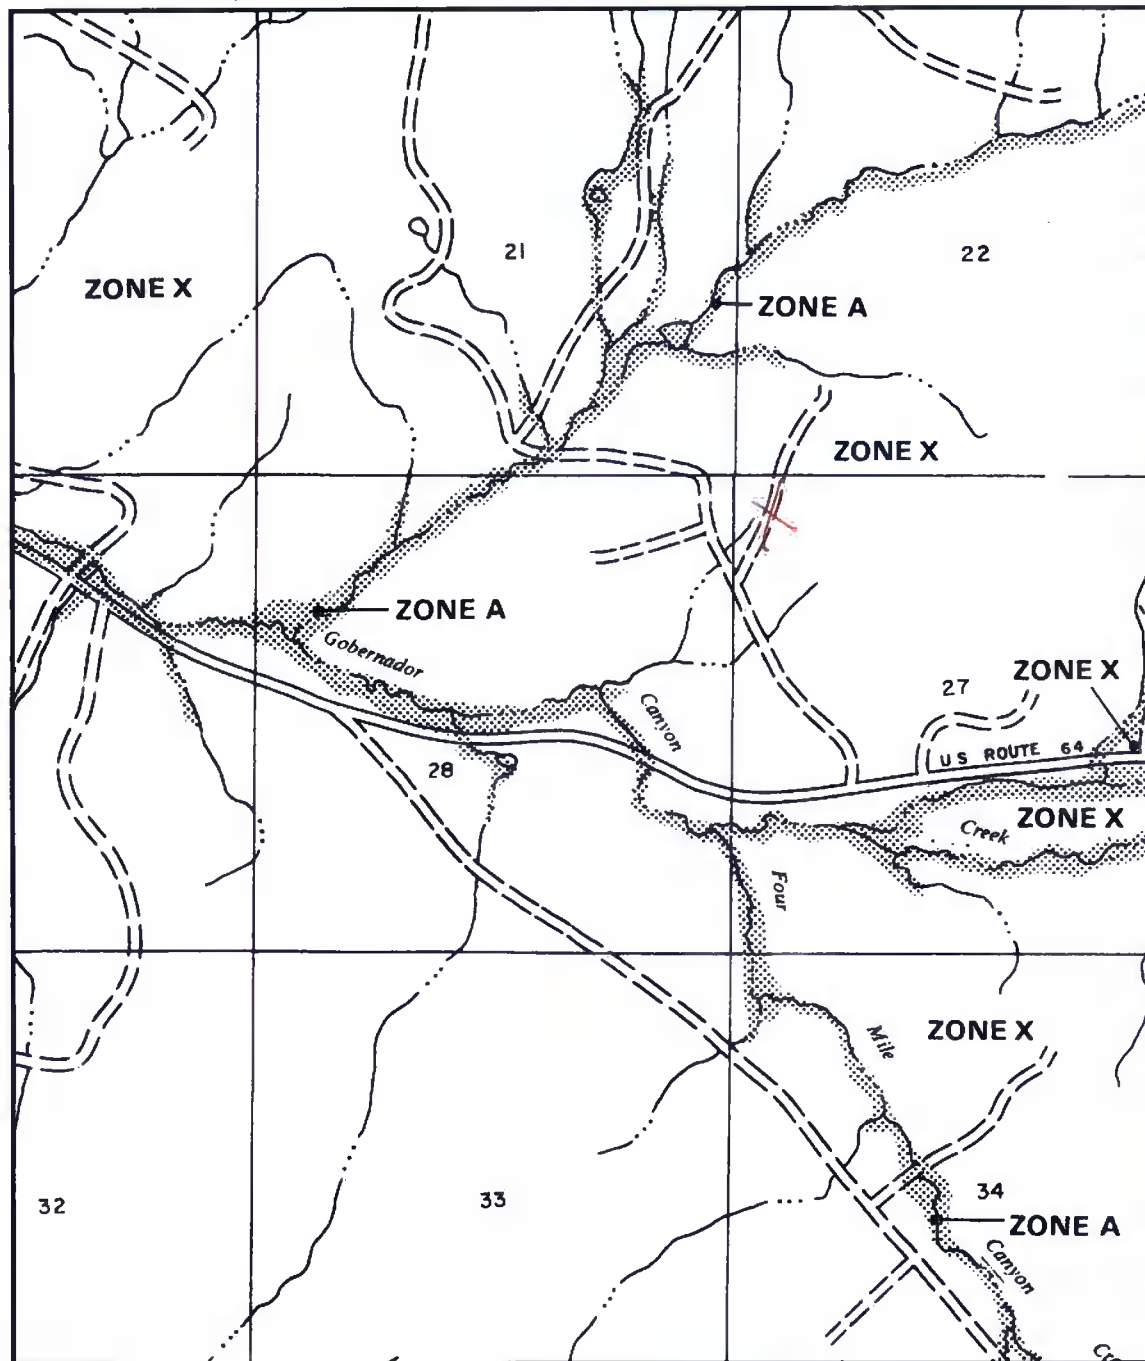 21
22
ZONE X
ZONE A
ZONE X
ZONE A
Gobernador
Canyon
27
ZONE X
28
US ROUTE 64
ZONE X
Creek
Four
ZONE X
Mile
32
33
34
ZONE A
Canyon